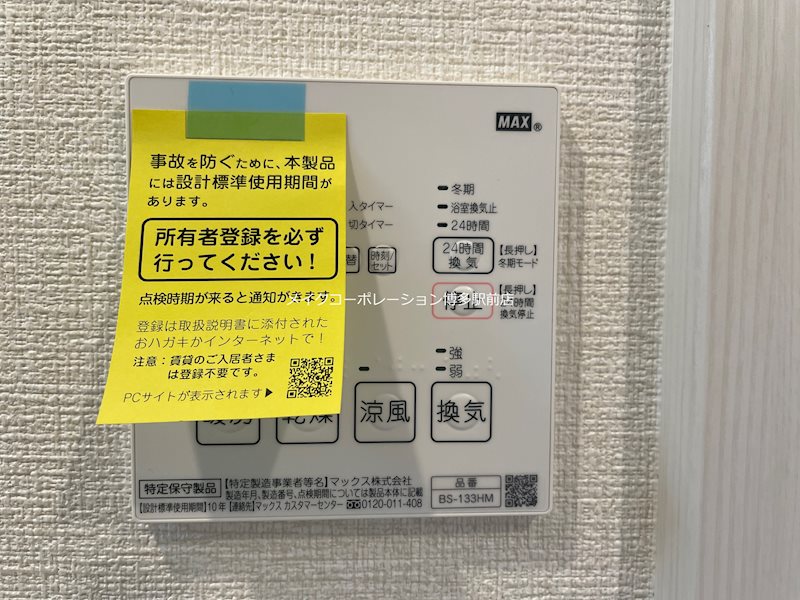 MAX®
事故を防ぐために、本製品
には設計標準使用期間が
あります。
所有者登録を必ず
行ってください！
点検時期が来ると通知がきます
登録は取扱説明書に添付された
おハガキかインターネットで！
注意：賃貸のご入居者さま
は登録不要です。
PCサイトが表示されます▶
入タイマー
切タイマー
替
時刻/
セット
冬期
浴室換気止
24時間
24時間
換気
【長押し】
冬期モード
停止
【長押し】
時間
換気停止
コーポレーション博多駅前店
強
弱
涼風
換気
特定保守製品
【特定製造事業者等名】マックス株式会社
製造年月、製造番号、点検期間については製品本体に記載
【設計標準使用期間】10年【連絡先】マックス カスタマーセンター 0120-011-408
品番
BS-133HM